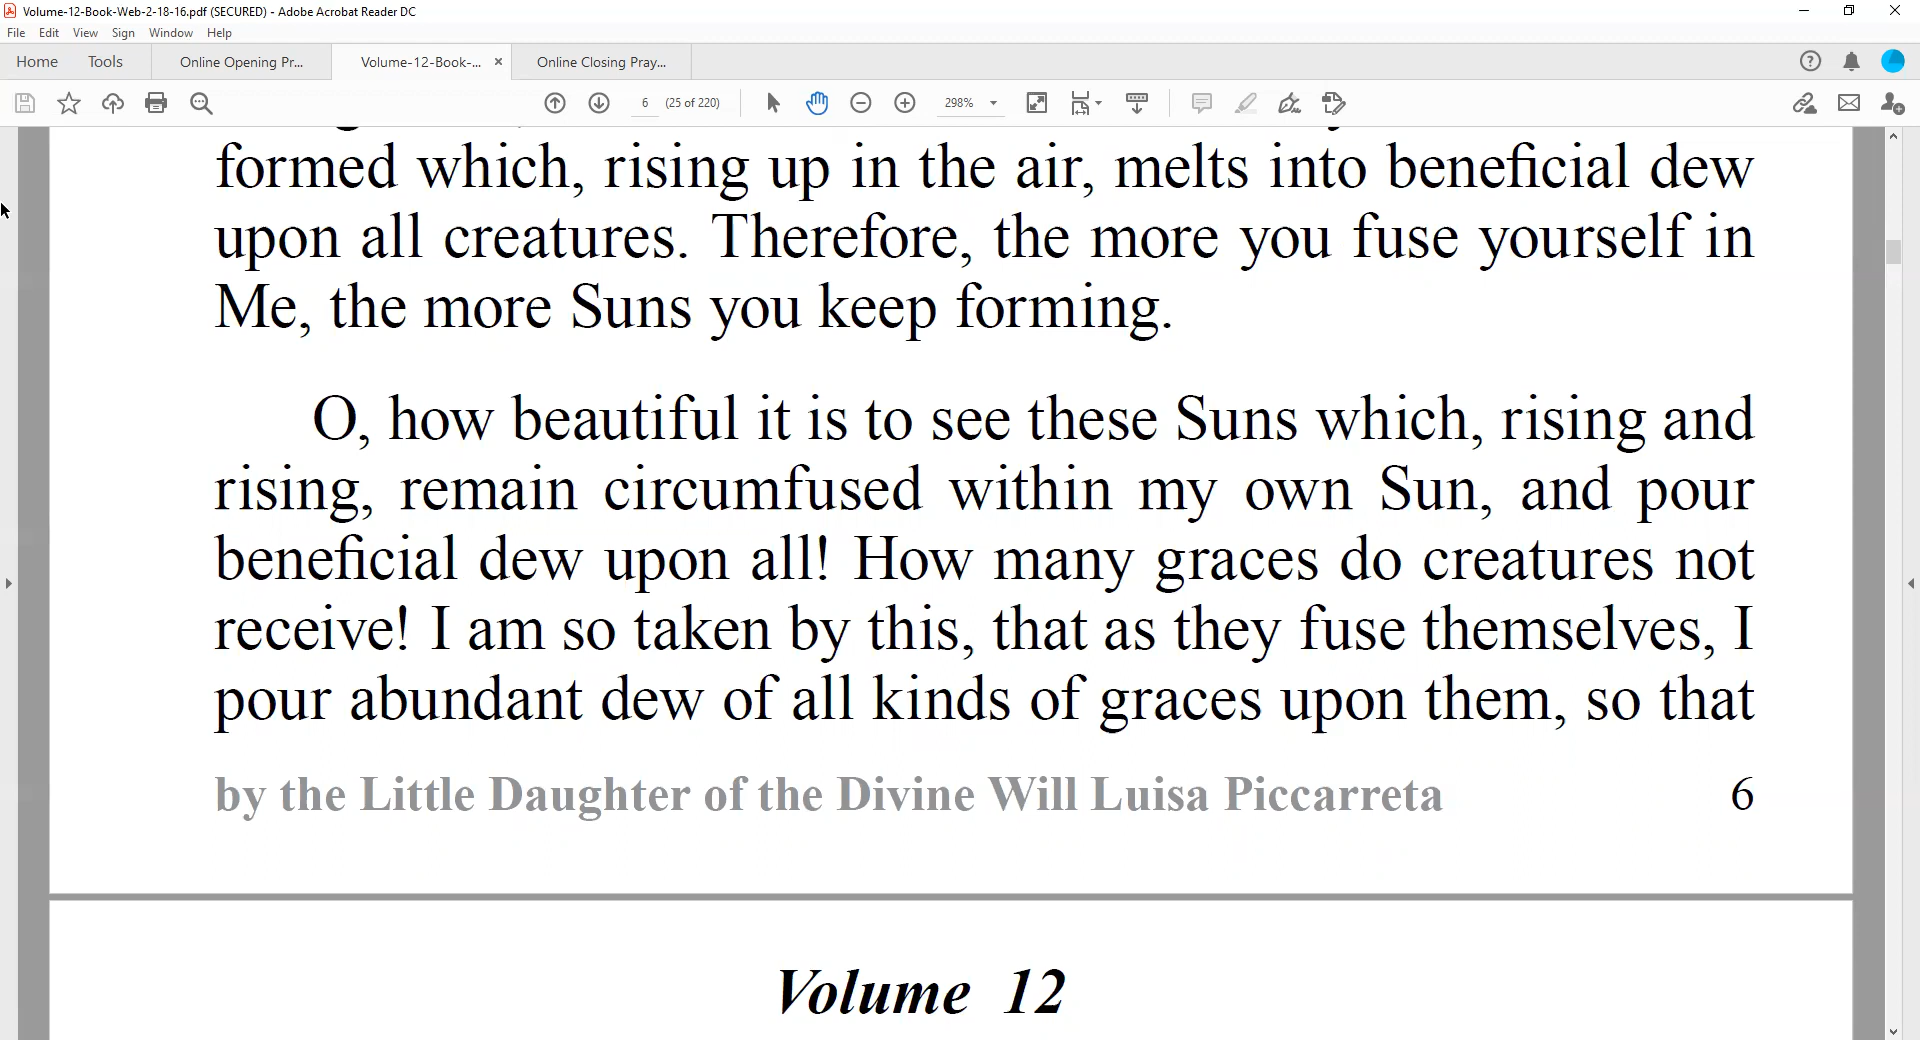 Volume-12-Book-Web-2-18-16.pdf (SECURED) - Adobe Acrobat Reader DC
File Edit View Sign Window Help
Home Tools Online Opening Pr... Volume-12-Book-... × Online Closing Pray...
6 (25 of 220) 298%
formed which, rising up in the air, melts into beneficial dew
upon all creatures. Therefore, the more you fuse yourself in
Me, the more Suns you keep forming.
O, how beautiful it is to see these Suns which, rising and
rising, remain circumfused within my own Sun, and pour
beneficial dew upon all! How many graces do creatures not
receive! I am so taken by this, that as they fuse themselves, I
pour abundant dew of all kinds of graces upon them, so that
by the Little Daughter of the Divine Will Luisa Piccarreta 6
Volume 12